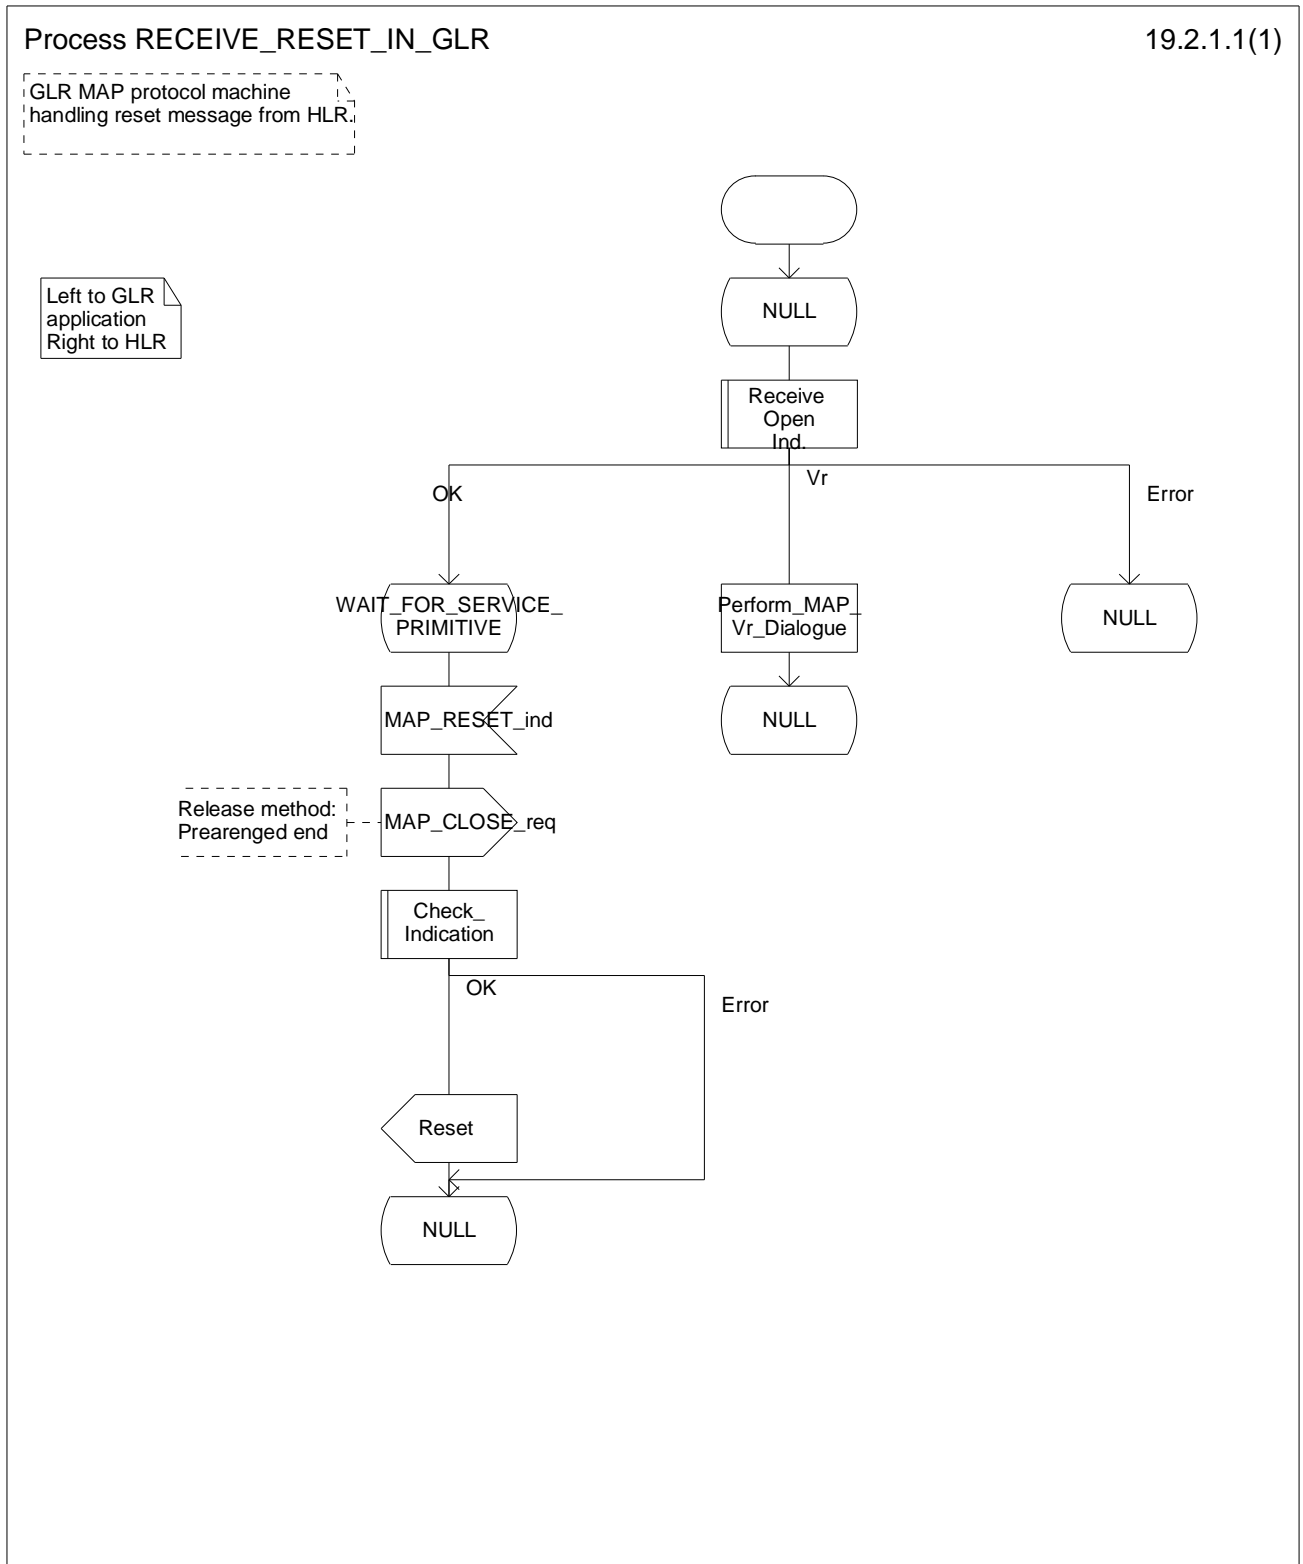 Process RECEIVE_RESET_IN_GLR
19.2.1.1(1)
GLR MAP protocol machine
handling reset message from HLR.
Left to GLR
application
Right to HLR
NULL
Receive
Open
Ind.
OK
Vr
Error
WAIT_FOR_SERVICE_
PRIMITIVE
Perform_MAP_
Vr_Dialogue
NULL
MAP_RESET_ind
NULL
Release method:
Prearenged end
MAP_CLOSE_req
Check_
Indication
OK
Error
Reset
NULL